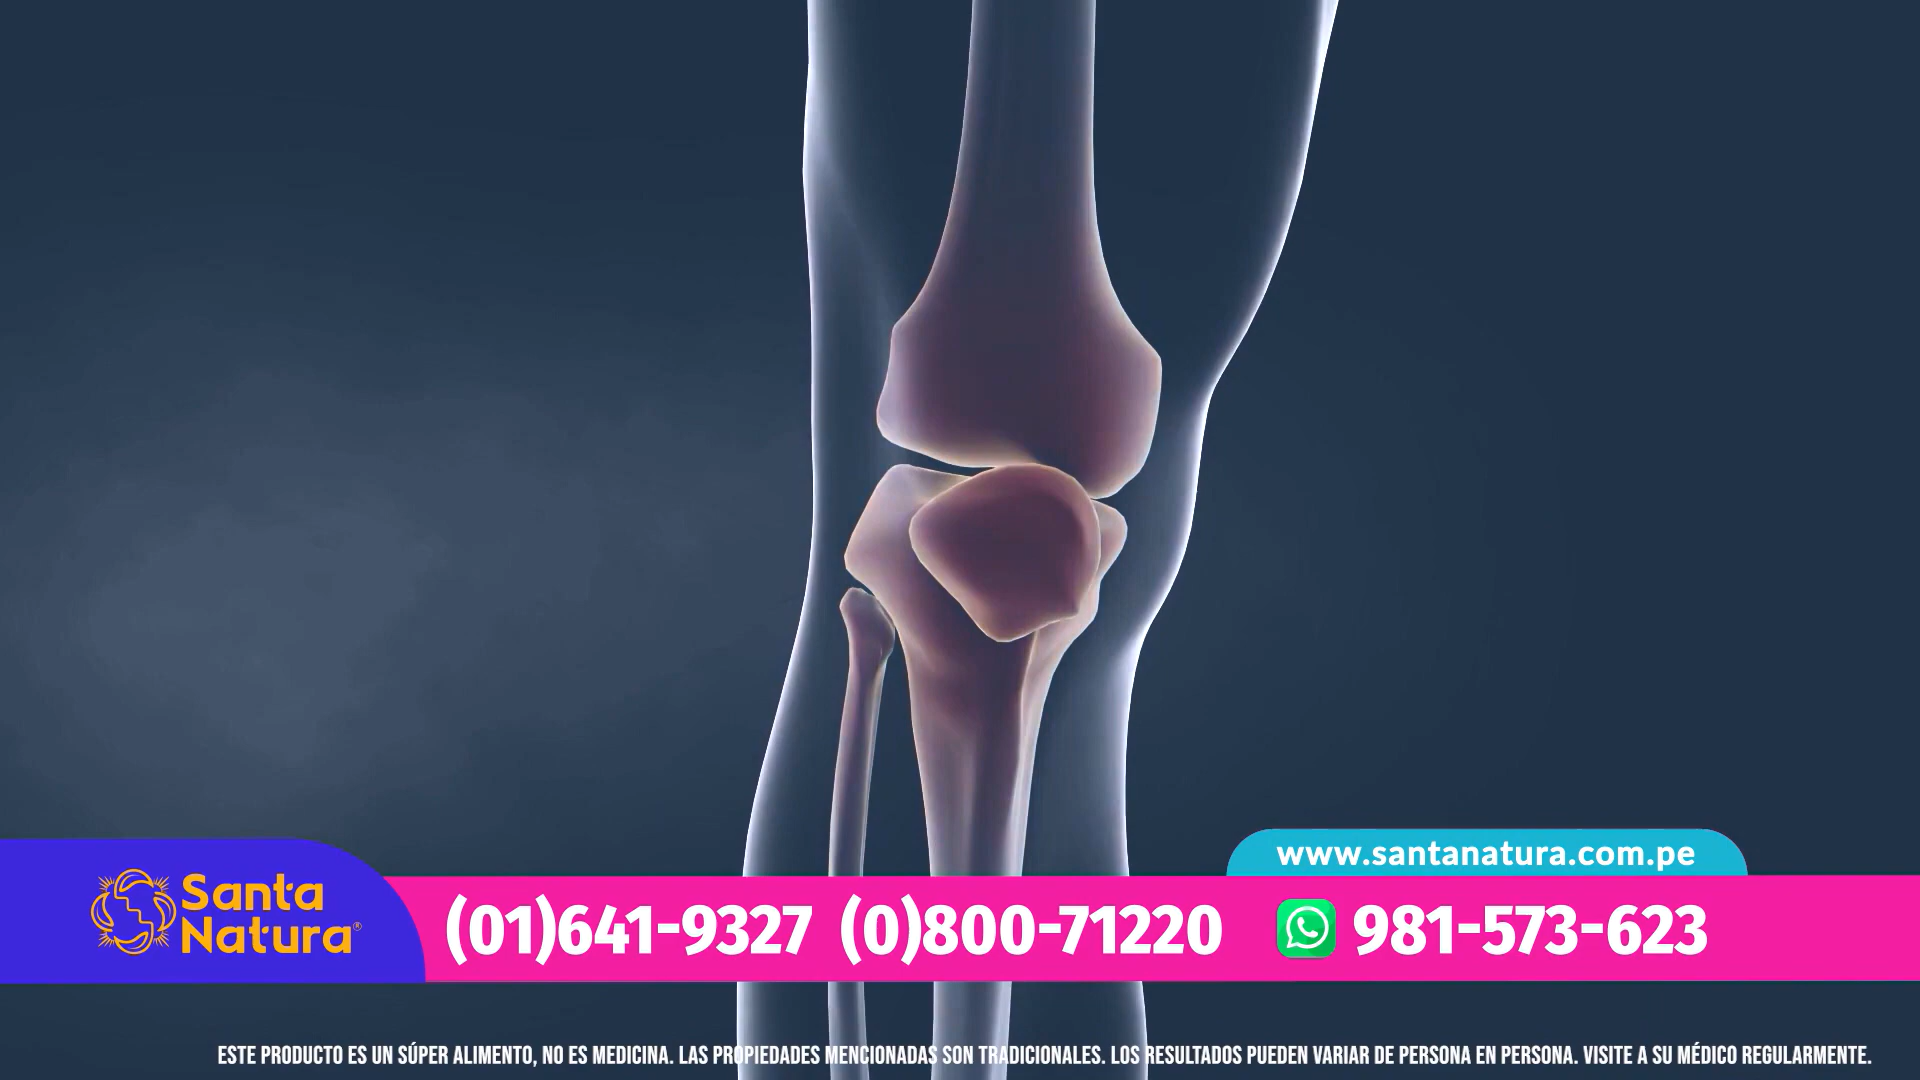 www.santanatura.com.pe
Santa
Natura®
(01)641-9327 (0)800-71220 981-573-623
ESTE PRODUCTO ES UN SÚPER ALIMENTO, NO ES MEDICINA. LAS PROPIEDADES MENCIONADAS SON TRADICIONALES. LOS RESULTADOS PUEDEN VARIAR DE PERSONA EN PERSONA. VISITE A SU MÉDICO REGULARMENTE.